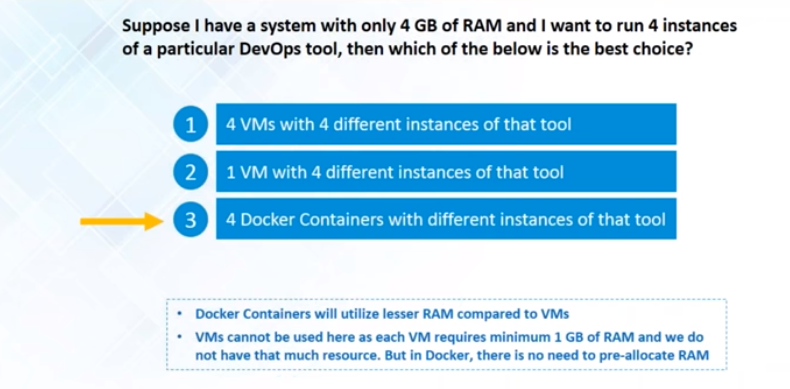 Suppose I have a system with only 4 GB of RAM and I want to run 4 instances
of a particular DevOps tool, then which of the below is the best choice?
1 4 VMs with 4 different instances of that tool
2 1 VM with 4 different instances of that tool
3 4 Docker Containers with different instances of that tool
• Docker Containers will utilize lesser RAM compared to VMs
• VMs cannot be used here as each VM requires minimum 1 GB of RAM and we do
not have that much resource. But in Docker, there is no need to pre-allocate RAM